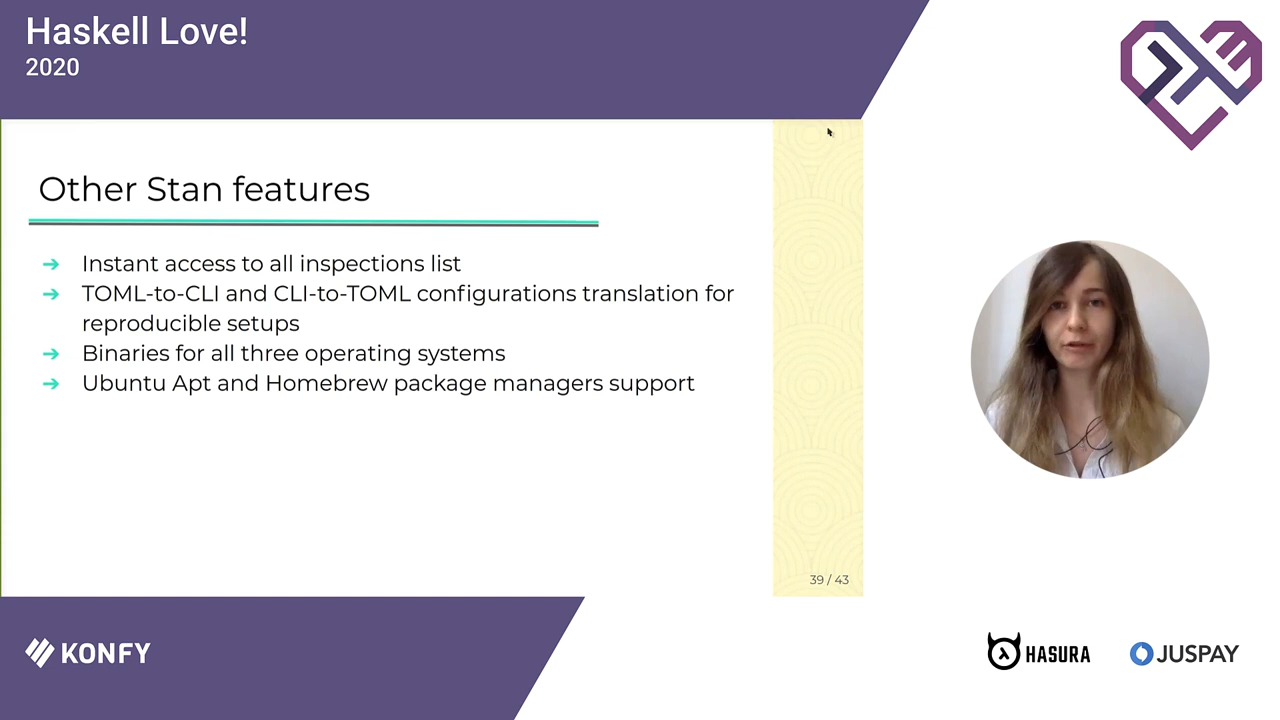 Haskell Love!
2020
Other Stan features
➔ Instant access to all inspections list
➔ TOML-to-CLI and CLI-to-TOML configurations translation for
reproducible setups
➔ Binaries for all three operating systems
➔ Ubuntu Apt and Homebrew package managers support
39 / 43
KONFY
HASURA
JUSPAY